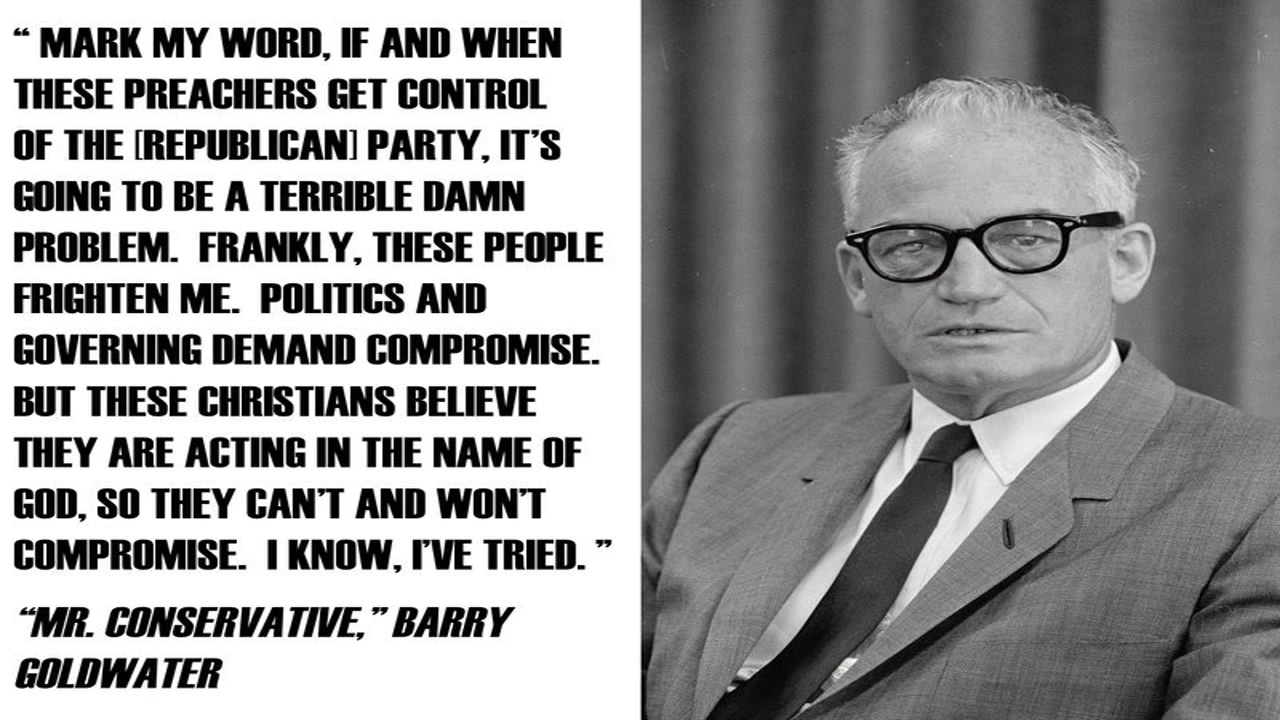 “ MARK MY WORD, IF AND WHEN
THESE PREACHERS GET CONTROL
OF THE [REPUBLICAN] PARTY, IT’S
GOING TO BE A TERRIBLE DAMN
PROBLEM.  FRANKLY, THESE PEOPLE
FRIGHTEN ME.  POLITICS AND
GOVERNING DEMAND COMPROMISE.
BUT THESE CHRISTIANS BELIEVE
THEY ARE ACTING IN THE NAME OF
GOD, SO THEY CAN’T AND WON’T
COMPROMISE.  I KNOW, I’VE TRIED. ”
“MR. CONSERVATIVE,” BARRY
GOLDWATER